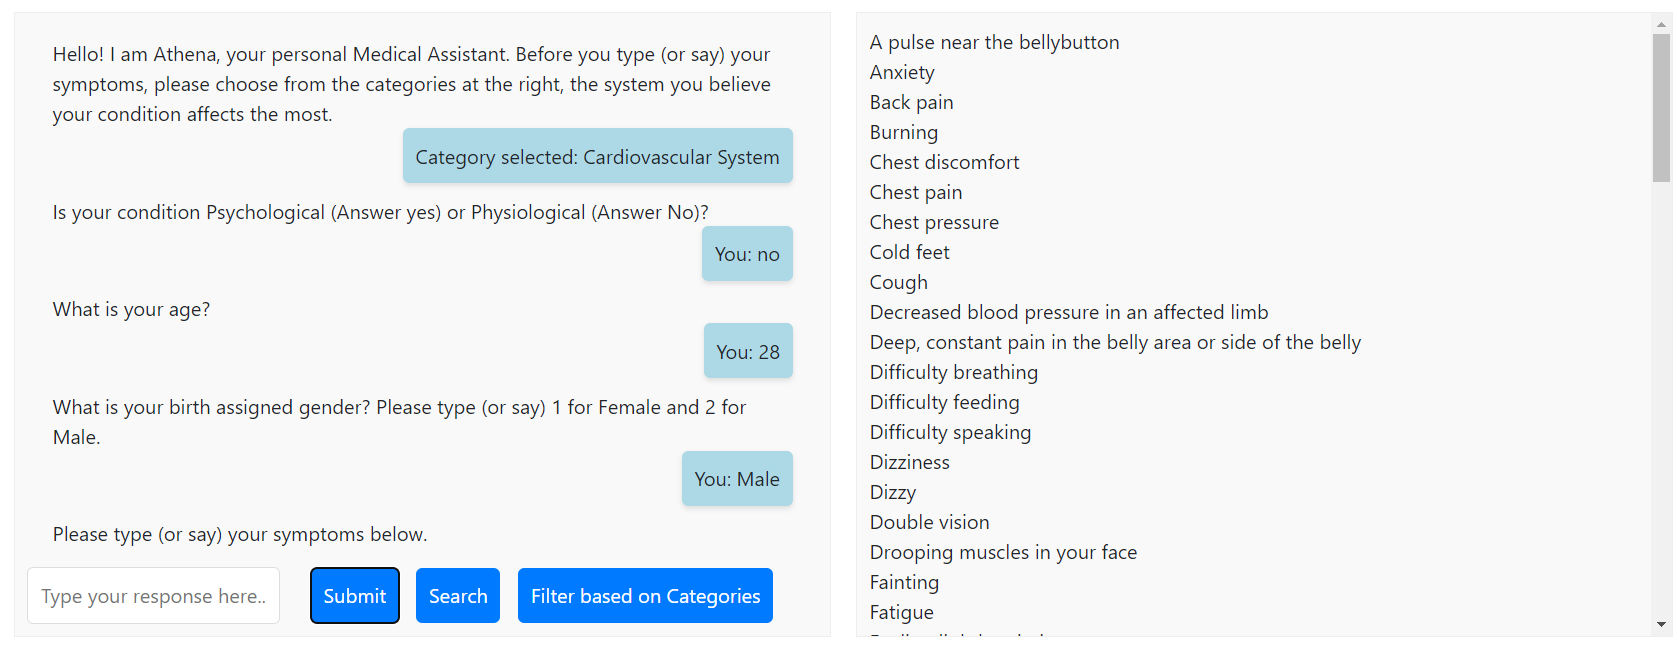 Hello! I am Athena, your personal Medical Assistant. Before you type (or say) your
symptoms, please choose from the categories at the right, the system you believe
your condition affects the most.
Category selected: Cardiovascular System
Is your condition Psychological (Answer yes) or Physiological (Answer No)?
You: no
What is your age?
You: 28
What is your birth assigned gender? Please type (or say) 1 for Female and 2 for
Male.
You: Male
Please type (or say) your symptoms below.
Type your response here..
Submit
Search
Filter based on Categories
A pulse near the bellybutton
Anxiety
Back pain
Burning
Chest discomfort
Chest pain
Chest pressure
Cold feet
Cough
Decreased blood pressure in an affected limb
Deep, constant pain in the belly area or side of the belly
Difficulty breathing
Difficulty feeding
Difficulty speaking
Dizziness
Dizzy
Double vision
Drooping muscles in your face
Fainting
Fatigue